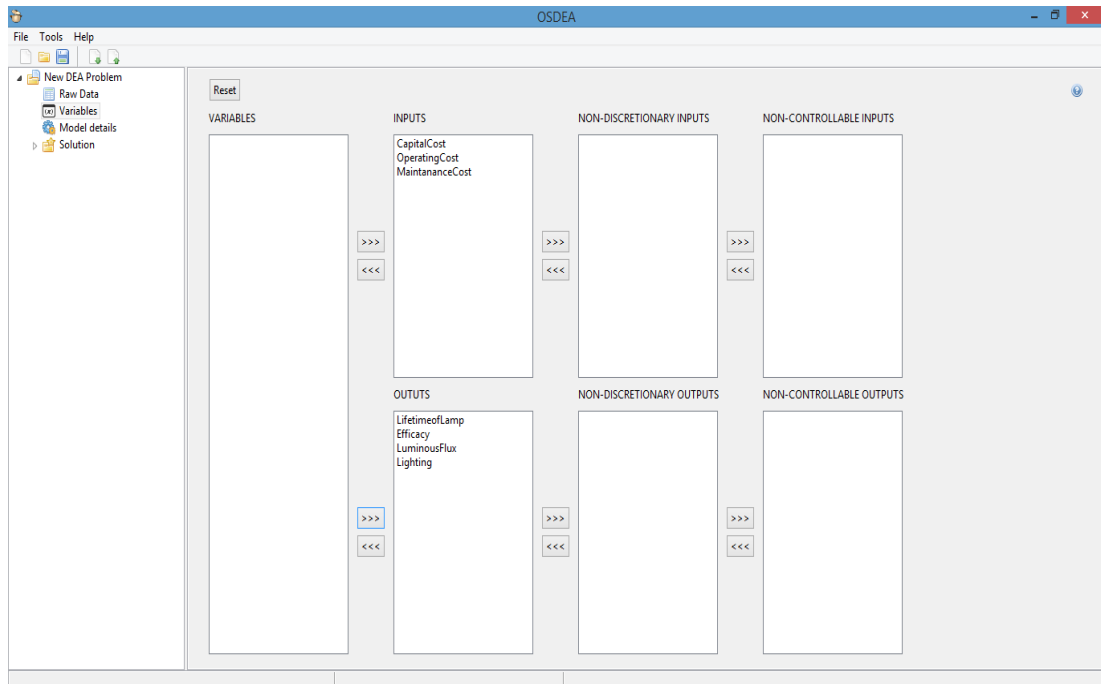 OSDEA
File Tools Help
New DEA Problem
Raw Data
(x) Variables
Model details
Solution
Reset
VARIABLES
INPUTS
NON-DISCRETIONARY INPUTS
NON-CONTROLLABLE INPUTS
CapitalCost
OperatingCost
MaintananceCost
>>> >>> >>>
<<< <<< <<<
OUTUTS
NON-DISCRETIONARY OUTPUTS
NON-CONTROLLABLE OUTPUTS
LifetimeofLamp
Efficacy
LuminousFlux
Lighting
>>> >>> >>>
<<< <<< <<<